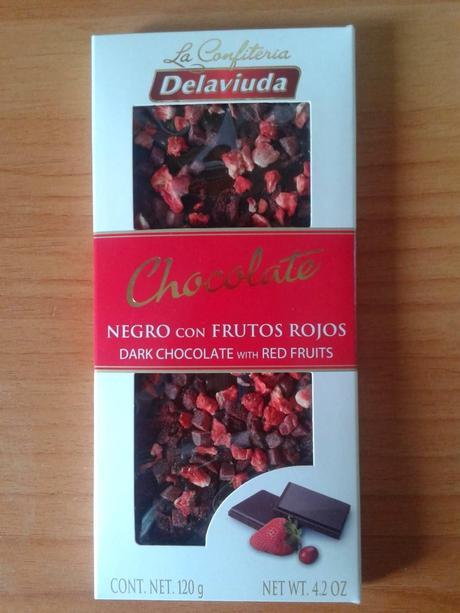 La Confitería
Delaviuda
Chocolate
NEGRO CON FRUTOS ROJOS
DARK CHOCOLATE WITH RED FRUITS
CONT. NET. 120 g NET WT. 4.2 OZ